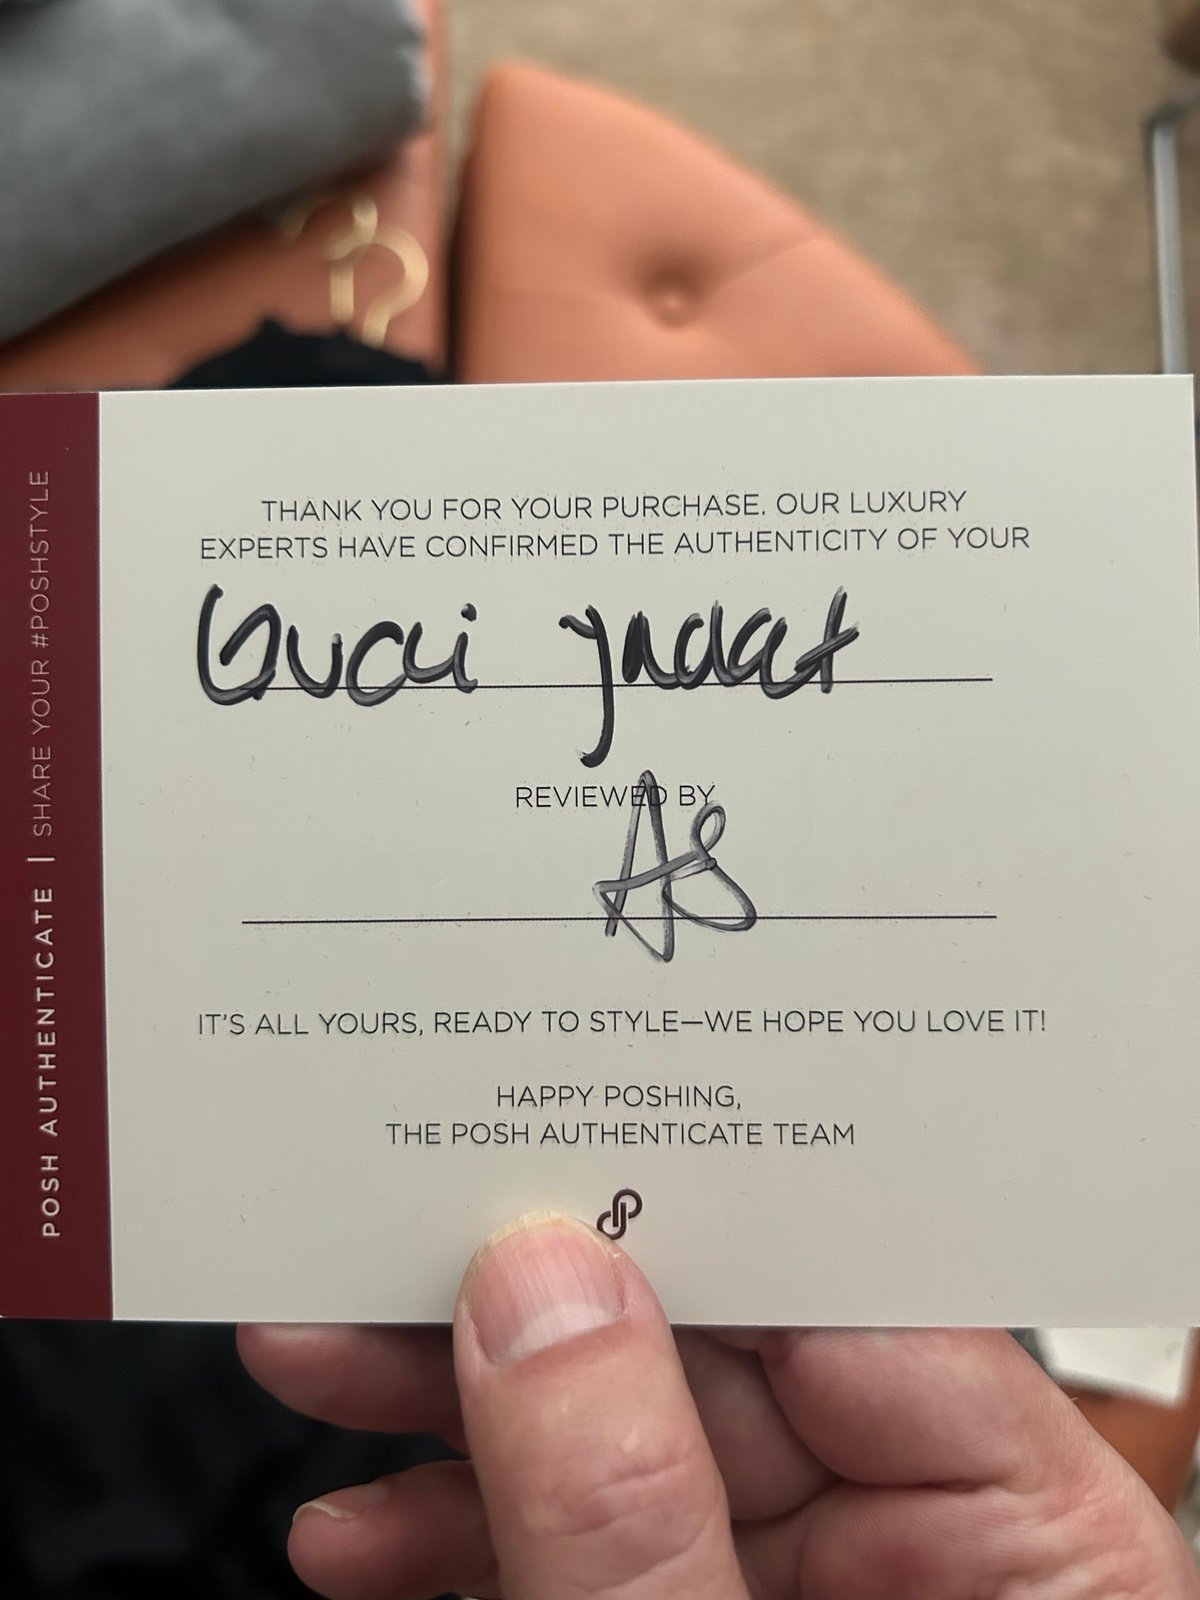 THANK YOU FOR YOUR PURCHASE. OUR LUXURY
EXPERTS HAVE CONFIRMED THE AUTHENTICITY OF YOUR
Gucci
REVIEWED BY
AS
IT'S ALL YOURS, READY TO STYLE—WE HOPE YOU LOVE IT!
HAPPY POSHING,
THE POSH AUTHENTICATE TEAM
POSH AUTHENTICATE | SHARE YOUR #POSHSTYLE